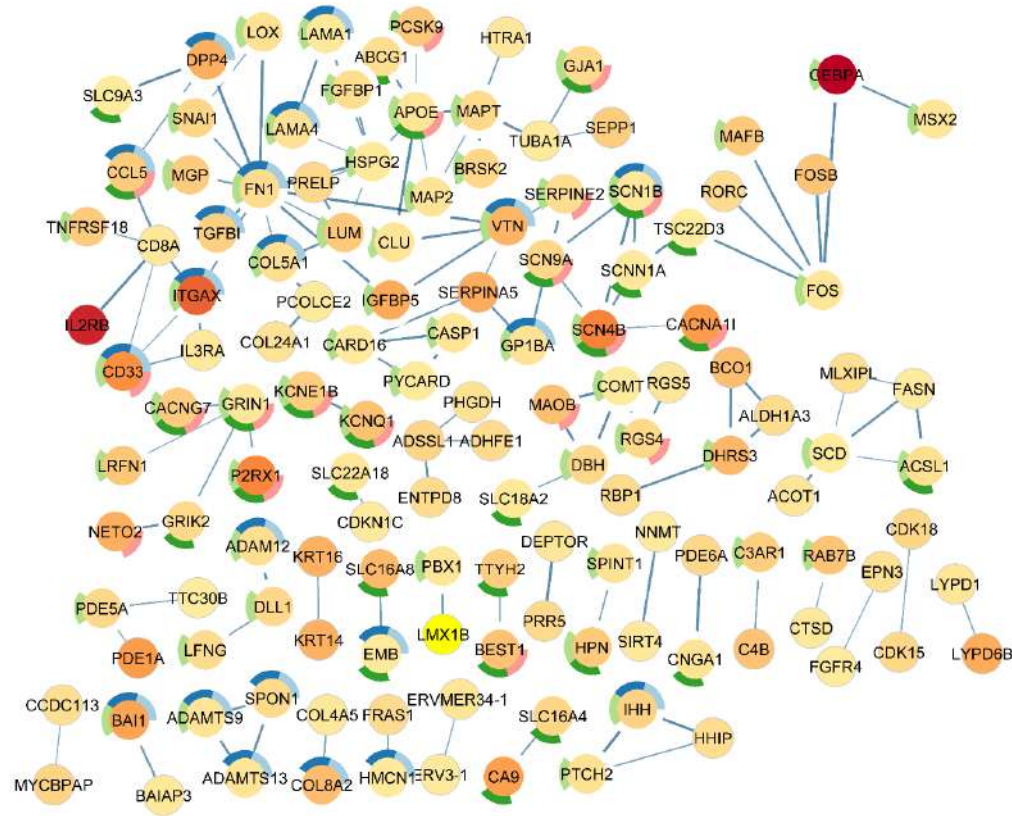 LOX
LAMA1
PCSK9
DPP4
ABCG1
HTRA1
SLC9A3
FGFBP1
GJA1
CEBPA
SNAI1
LAMA4
APOE
MAPT
TUBA1A
SEPP1
MSX2
MAFB
CCL5
MGP
FN1
PRELP
HSPG2
BRSK2
MAP2
SERPINE2
SCN1B
RORC
FOSB
TNFRSF18
CD8A
TGFBI
LUM
CLU
VTN
TSC22D3
COL5A1
SCN9A
SCNN1A
ITGAX
PCOLCE2
IGFBP5
SERPINA5
FOS
IL2RB
IL3RA
COL24A1
CARD16
CASP1
GP1BA
SCN4B
CACNA1I
CD33
PYCARD
BCO1
MLXIPL
FASN
CACNG7
GRIN1
KCNE1B
KCNQ1
PHGDH
MAOB
COMT
RGS5
ALDH1A3
ADSSL1
ADHFE1
RGS4
DHRS3
SCD
LRFN1
P2RX1
SLC22A18
DBH
ACSL1
ENTPD8
SLC18A2
RBP1
ACOT1
NETO2
GRIK2
CDKN1C
ADAM12
KRT16
SLC16A8
PBX1
TTYH2
DEPTOR
NNMT
SPINT1
PDE6A
C3AR1
RAB7B
CDK18
EPN3
LYPD1
PDE5A
TTC30B
DLL1
LMX1B
PRR5
PDE1A
LFNG
KRT14
EMB
BEST1
HPN
SIRT4
CNGA1
C4B
CTSD
FGFR4
CDK15
LYPD6B
CCDC113
BAI1
ADAMTS9
SPON1
COL4A5
FRAS1
ERVMER34-1
SLC16A4
IHH
HHIP
MYCBPAP
BAIAP3
ADAMTS13
COL8A2
HMCN1
ERV3-1
CA9
PTCH2